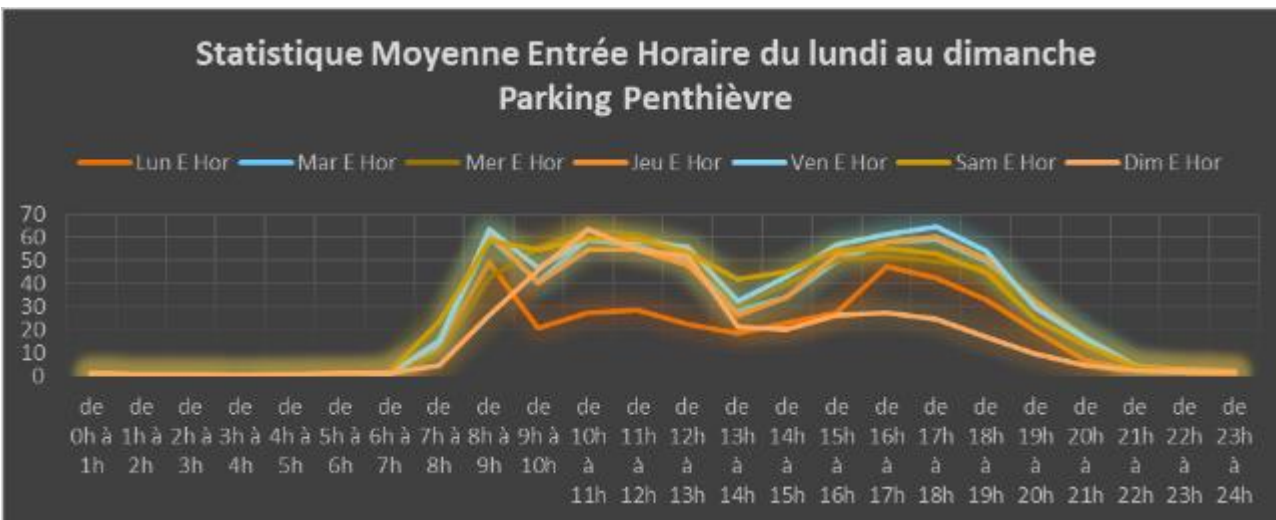 Statistique Moyenne Entrée Horaire du lundi au dimanche
Parking Penthièvre
Lun E Hor Mar E Hor Mer E Hor Jeu E Hor Ven E Hor Sam E Hor Dim E Hor
70
60
50
40
30
20
10
0
de de de de de de de de de de de de de de de de de de de de de de de de
0h à 1h à 2h à 3h à 4h à 5h à 6h à 7h à 8h à 9h à 10h 11h 12h 13h 14h 15h 16h 17h 18h 19h 20h 21h 22h 23h
1h 2h 3h 4h 5h 6h 7h 8h 9h 10h à à à à à à à à à à à à à à
11h 12h 13h 14h 15h 16h 17h 18h 19h 20h 21h 22h 23h 24h